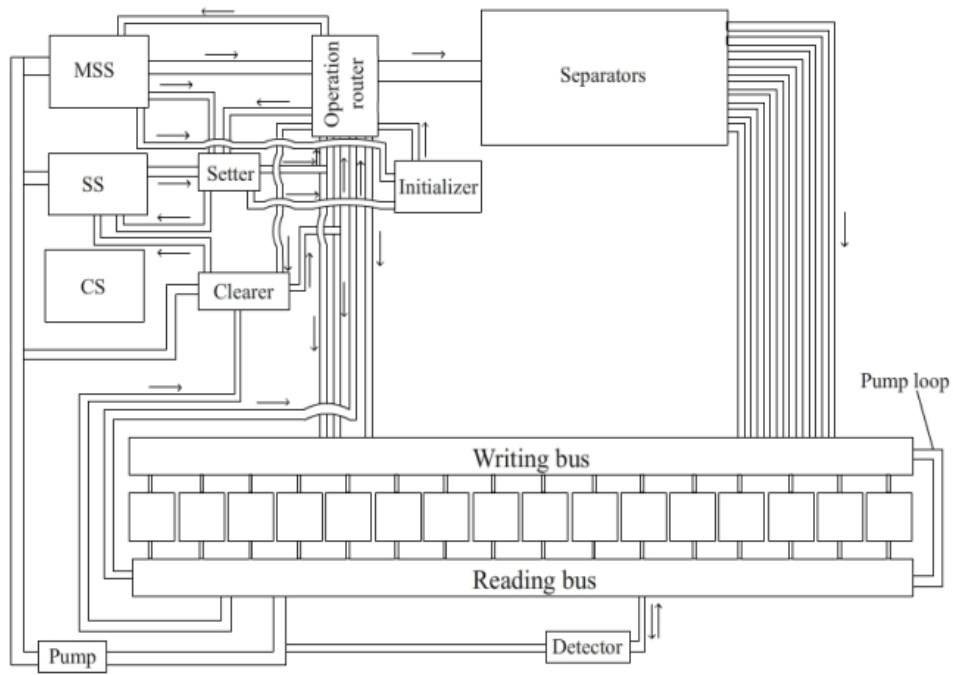 MSS
Operation
router
Separators
SS
Setter
Initializer
CS
Clearer
Pump loop
Writing bus
Reading bus
Pump
Detector